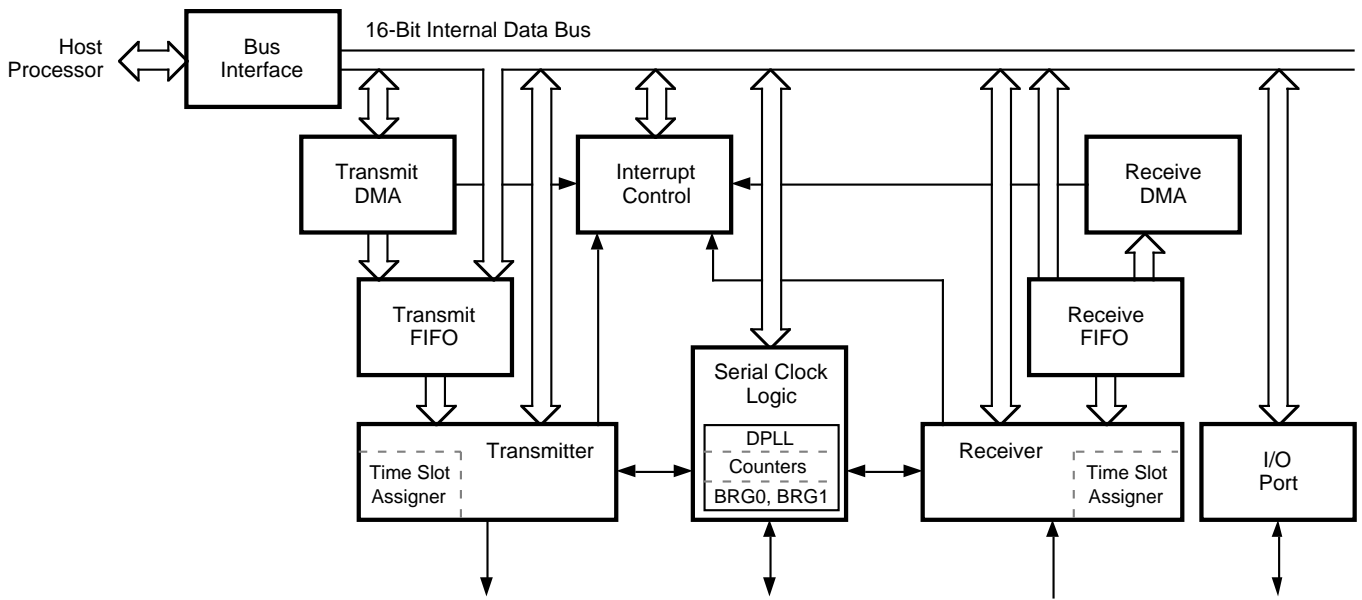 16-Bit Internal Data Bus
Host
Processor
Bus
Interface
Transmit
DMA
Interrupt
Control
Receive
DMA
Transmit
FIFO
Receive
FIFO
Serial Clock
Logic
DPLL
Counters
BRG0, BRG1
Transmitter
Time Slot
Assigner
Receiver
Time Slot
Assigner
I/O
Port